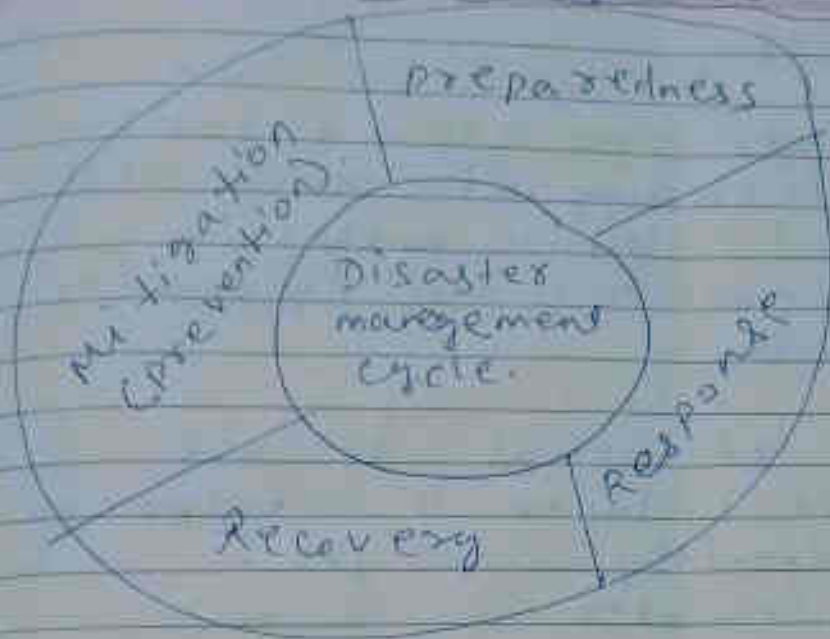 preparedness
Mitigation
(prevention).
Disaster
management
cycle.
Response
Recovery